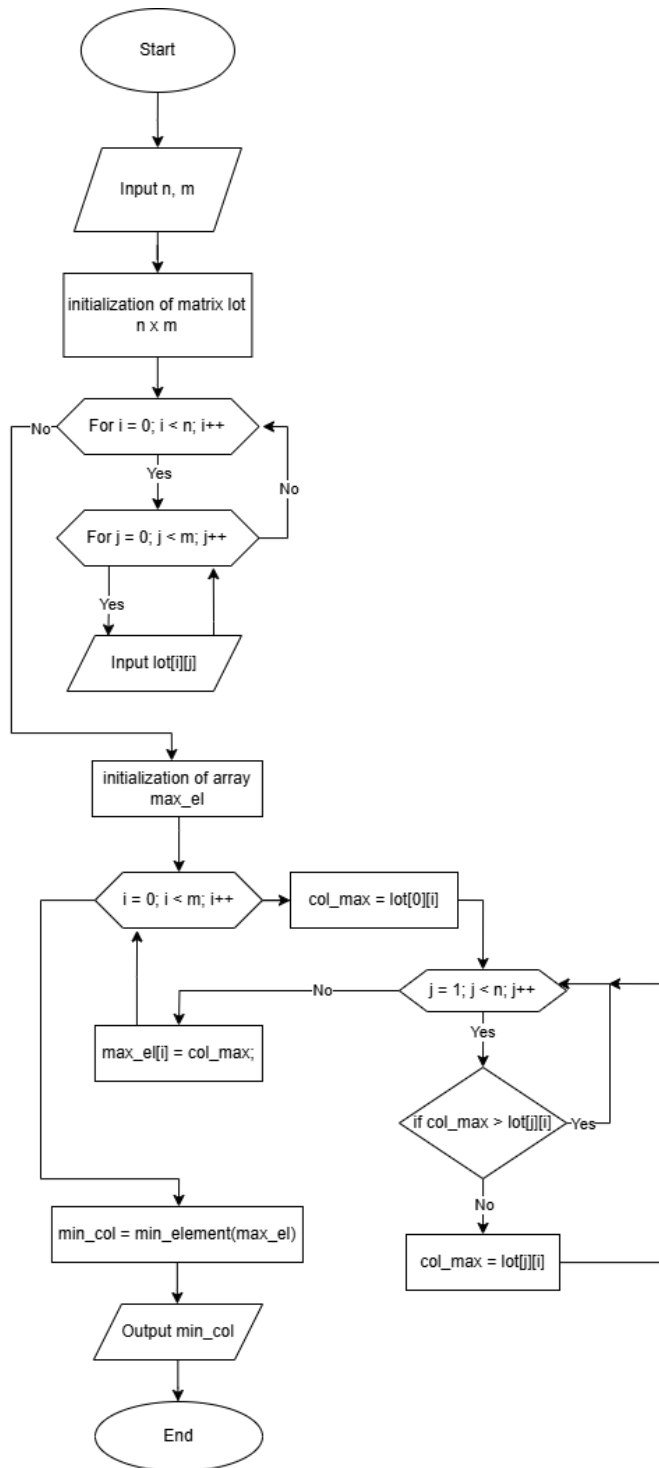 Start
Input n, m
initialization of matrix lot
n x m
For i = 0; i < n; i++
No
Yes
No
For j = 0; j < m; j++
Yes
Input lot[i][j]
initialization of array
max_el
i = 0; i < m; i++
col_max = lot[0][i]
j = 1; j < n; j++
No
Yes
max_el[i] = col_max;
if col_max > lot[j][i]
Yes
No
min_col = min_element(max_el)
col_max = lot[j][i]
Output min_col
End